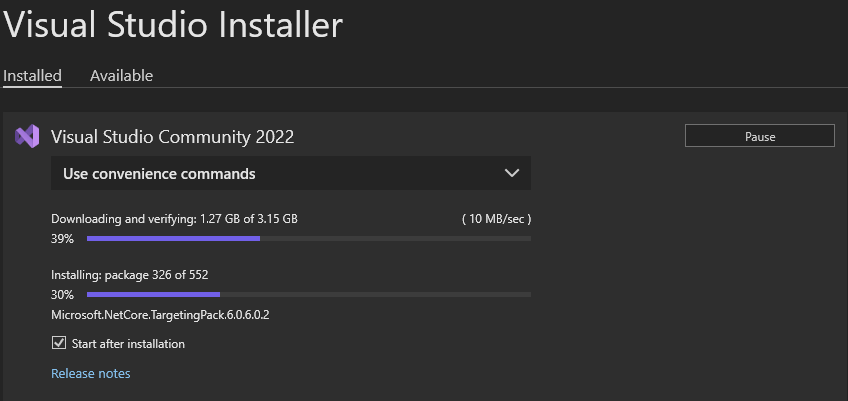 Visual Studio Installer
Installed Available
Visual Studio Community 2022 Pause
Use convenience commands
Downloading and verifying: 1.27 GB of 3.15 GB ( 10 MB/sec )
39%
Installing: package 326 of 552
30%
Microsoft.NetCore.TargetingPack.6.0.6.0.2
Start after installation
Release notes